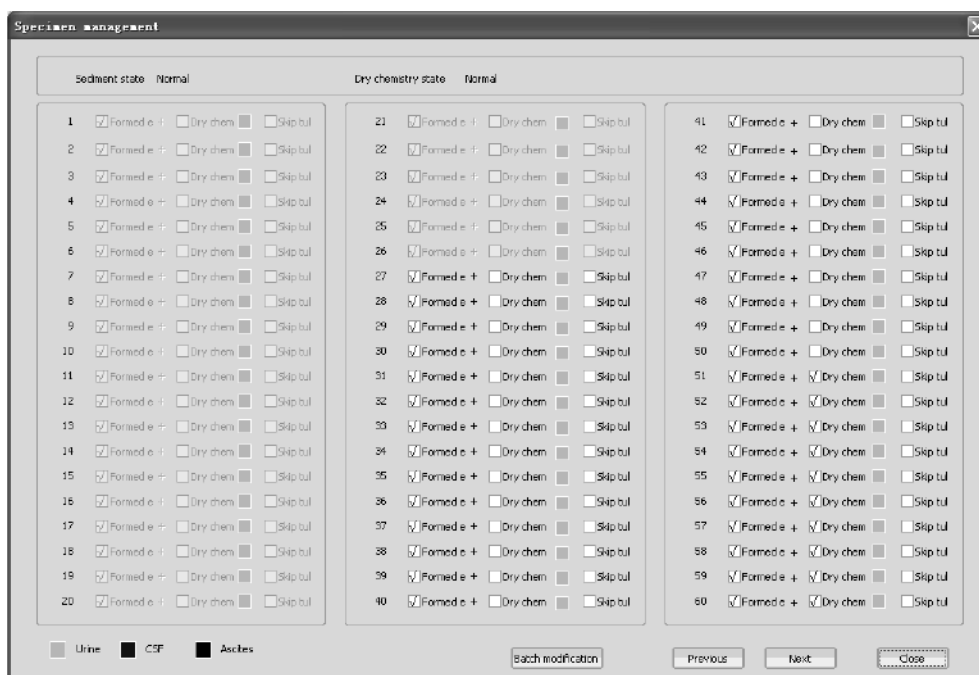 Specimen management
Sediment state Normal Dry chemistry state Normal
1 Formed e + Dry chem Skip tul 21 Formed e + Dry chem Skip tul 41 Formed e + Dry chem Skip tul
2 Formed e + Dry chem Skip tul 22 Formed e + Dry chem Skip tul 42 Formed e + Dry chem Skip tul
3 Formed e + Dry chem Skip tul 23 Formed e + Dry chem Skip tul 43 Formed e + Dry chem Skip tul
4 Formed e + Dry chem Skip tul 24 Formed e + Dry chem Skip tul 44 Formed e + Dry chem Skip tul
5 Formed e + Dry chem Skip tul 25 Formed e + Dry chem Skip tul 45 Formed e + Dry chem Skip tul
6 Formed e + Dry chem Skip tul 26 Formed e + Dry chem Skip tul 46 Formed e + Dry chem Skip tul
7 Formed e + Dry chem Skip tul 27 Formed e + Dry chem Skip tul 47 Formed e + Dry chem Skip tul
8 Formed e + Dry chem Skip tul 28 Formed e + Dry chem Skip tul 48 Formed e + Dry chem Skip tul
9 Formed e + Dry chem Skip tul 29 Formed e + Dry chem Skip tul 49 Formed e + Dry chem Skip tul
10 Formed e + Dry chem Skip tul 30 Formed e + Dry chem Skip tul 50 Formed e + Dry chem Skip tul
11 Formed e + Dry chem Skip tul 31 Formed e + Dry chem Skip tul 51 Formed e + Dry chem Skip tul
12 Formed e + Dry chem Skip tul 32 Formed e + Dry chem Skip tul 52 Formed e + Dry chem Skip tul
13 Formed e + Dry chem Skip tul 33 Formed e + Dry chem Skip tul 53 Formed e + Dry chem Skip tul
14 Formed e + Dry chem Skip tul 34 Formed e + Dry chem Skip tul 54 Formed e + Dry chem Skip tul
15 Formed e + Dry chem Skip tul 35 Formed e + Dry chem Skip tul 55 Formed e + Dry chem Skip tul
16 Formed e + Dry chem Skip tul 36 Formed e + Dry chem Skip tul 56 Formed e + Dry chem Skip tul
17 Formed e + Dry chem Skip tul 37 Formed e + Dry chem Skip tul 57 Formed e + Dry chem Skip tul
18 Formed e + Dry chem Skip tul 38 Formed e + Dry chem Skip tul 58 Formed e + Dry chem Skip tul
19 Formed e + Dry chem Skip tul 39 Formed e + Dry chem Skip tul 59 Formed e + Dry chem Skip tul
20 Formed e + Dry chem Skip tul 40 Formed e + Dry chem Skip tul 60 Formed e + Dry chem Skip tul
Urine CSF Ascites Batch modification Previous Next Close